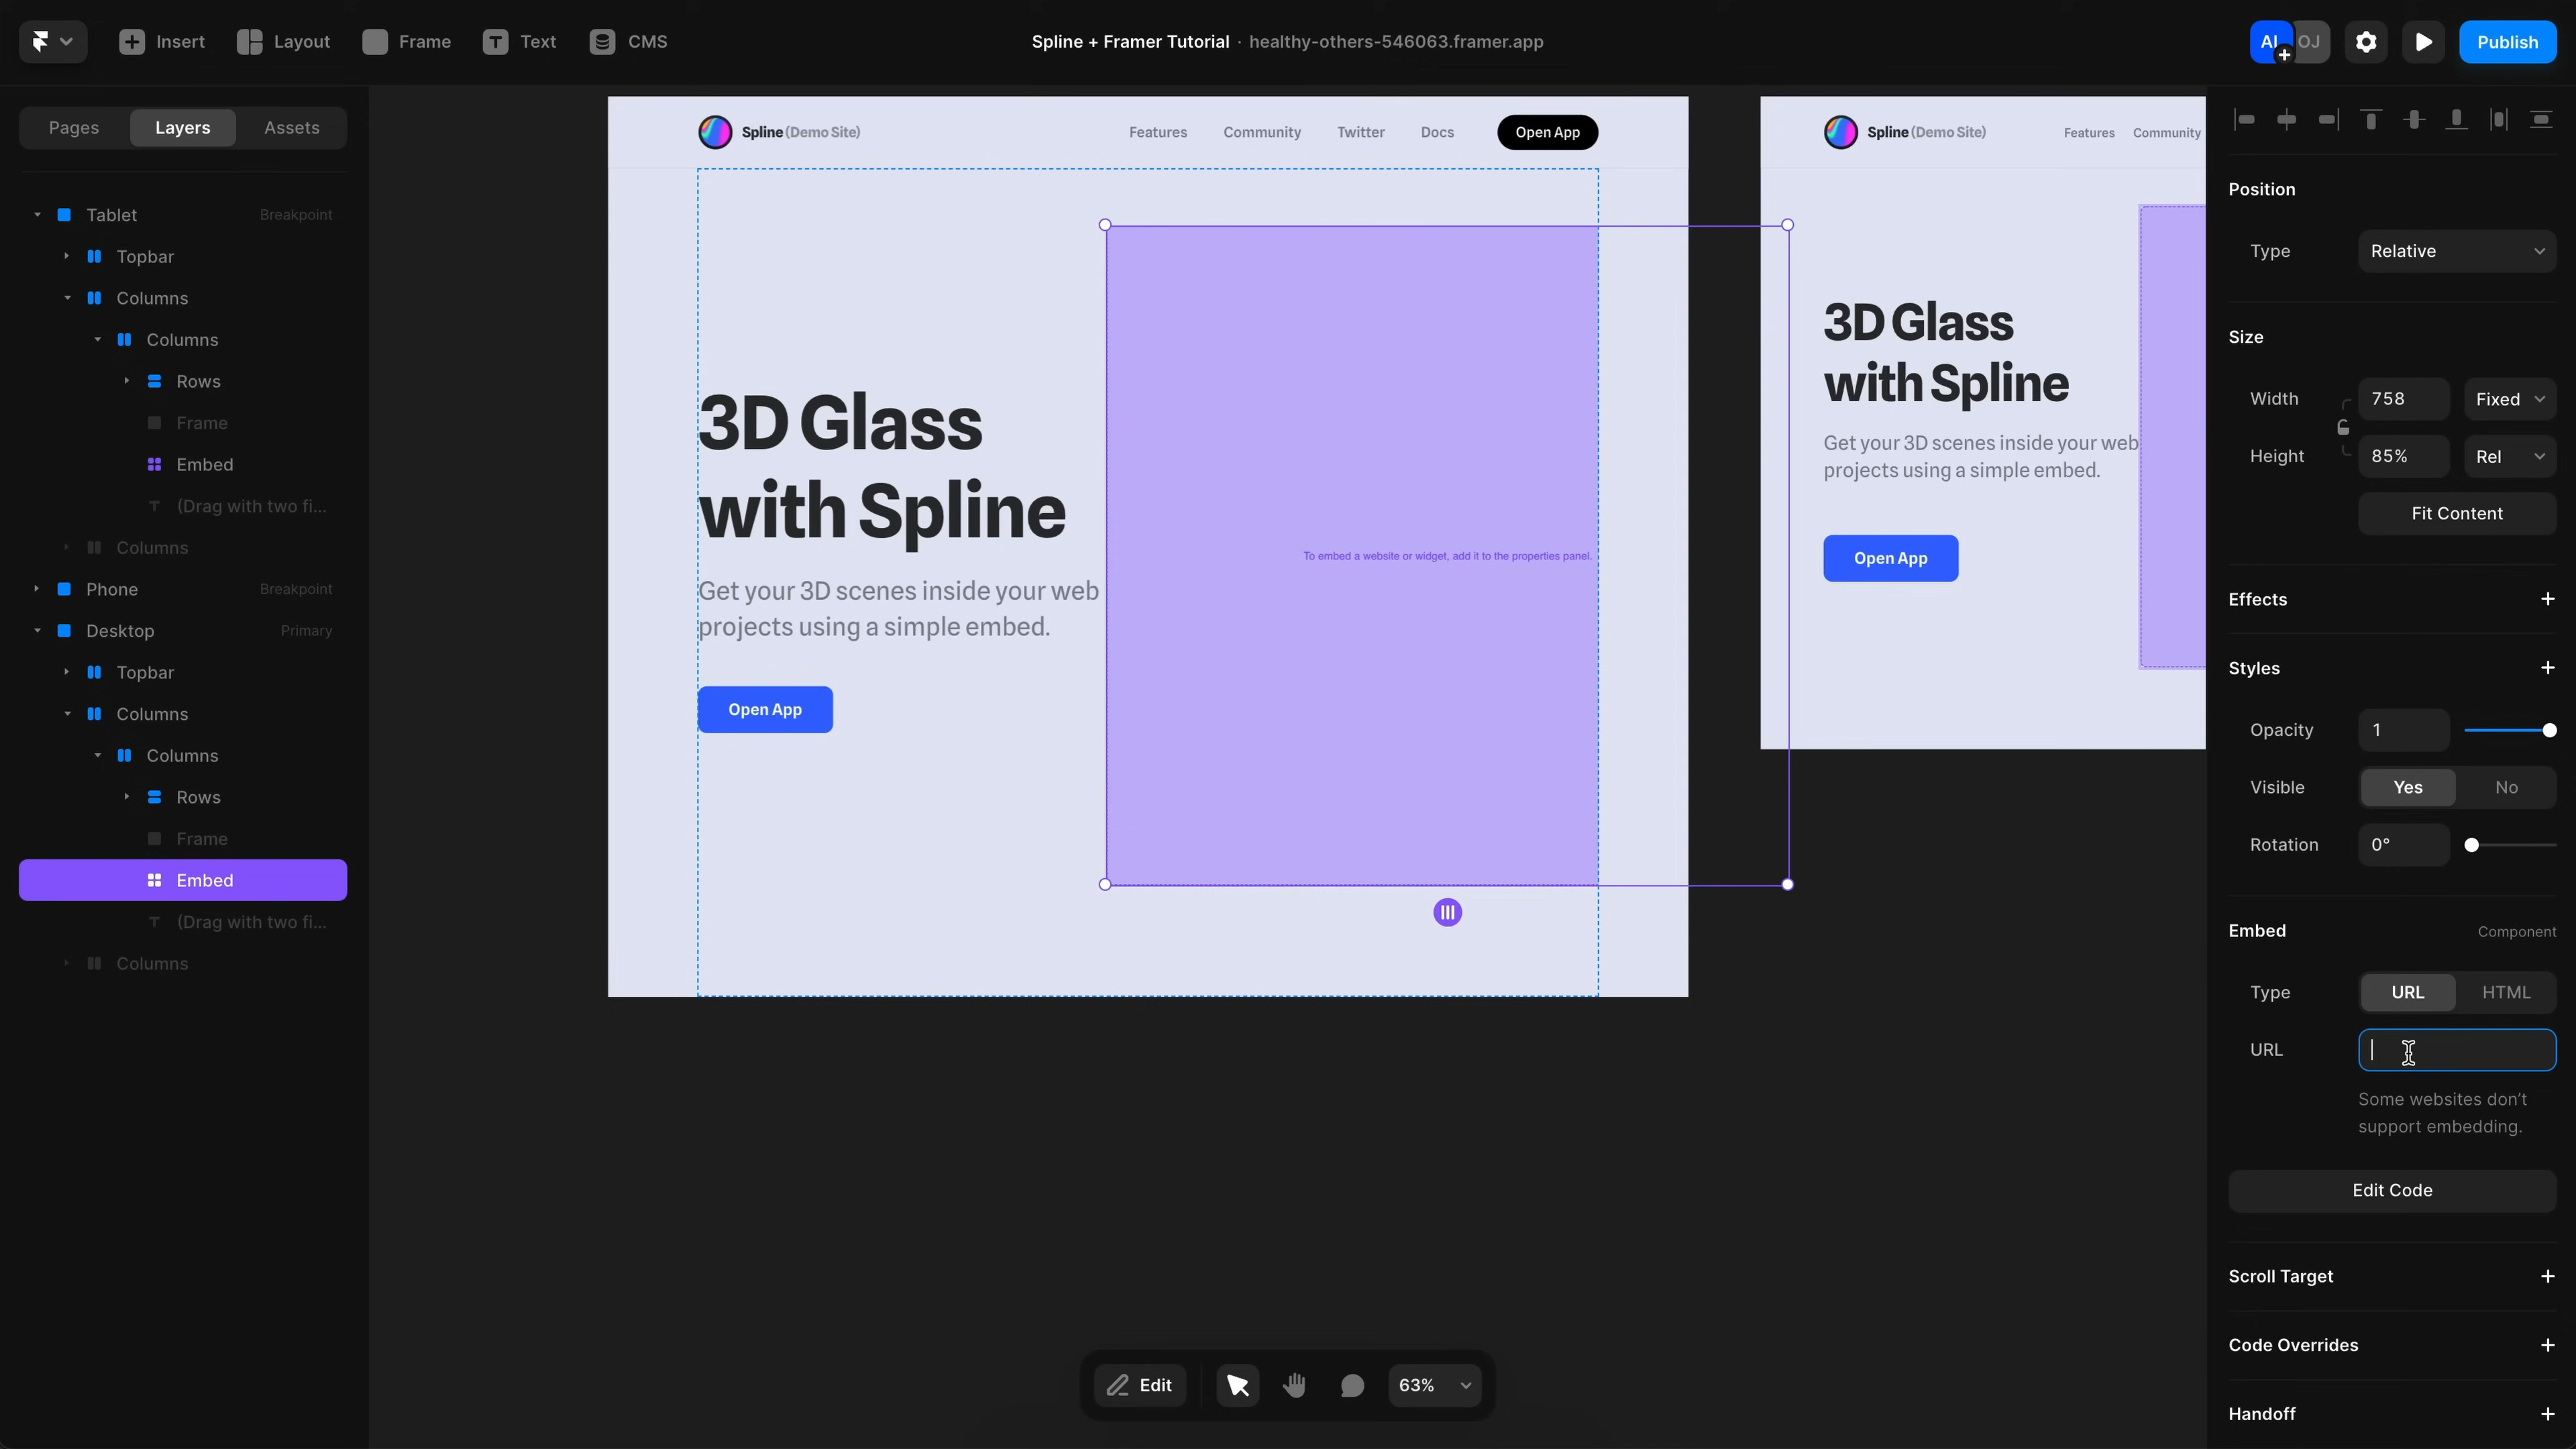 Insert
Layout
Frame
Text
CMS
Spline + Framer Tutorial · healthy-others-546063.framer.app
AI
OJ
Publish
Pages
Layers
Assets
Tablet
Breakpoint
Topbar
Columns
Columns
Rows
Frame
Embed
(Drag with two fi...
Columns
Phone
Breakpoint
Desktop
Primary
Topbar
Columns
Columns
Rows
Frame
Embed
(Drag with two fi...
Columns
Spline (Demo Site)
Features
Community
Twitter
Docs
Open App
3D Glass
with Spline
Get your 3D scenes inside your web
projects using a simple embed.
Open App
To embed a website or widget, add it to the properties panel.
Spline (Demo Site)
Features
Community
3D Glass
with Spline
Get your 3D scenes inside your web
projects using a simple embed.
Open App
Edit
63%
Position
Type
Relative
Size
Width
758
Fixed
Height
85%
Rel
Fit Content
Effects
Styles
Opacity
1
Visible
Yes
No
Rotation
0°
Embed
Component
Type
URL
HTML
URL
Some websites don’t
support embedding.
Edit Code
Scroll Target
Code Overrides
Handoff